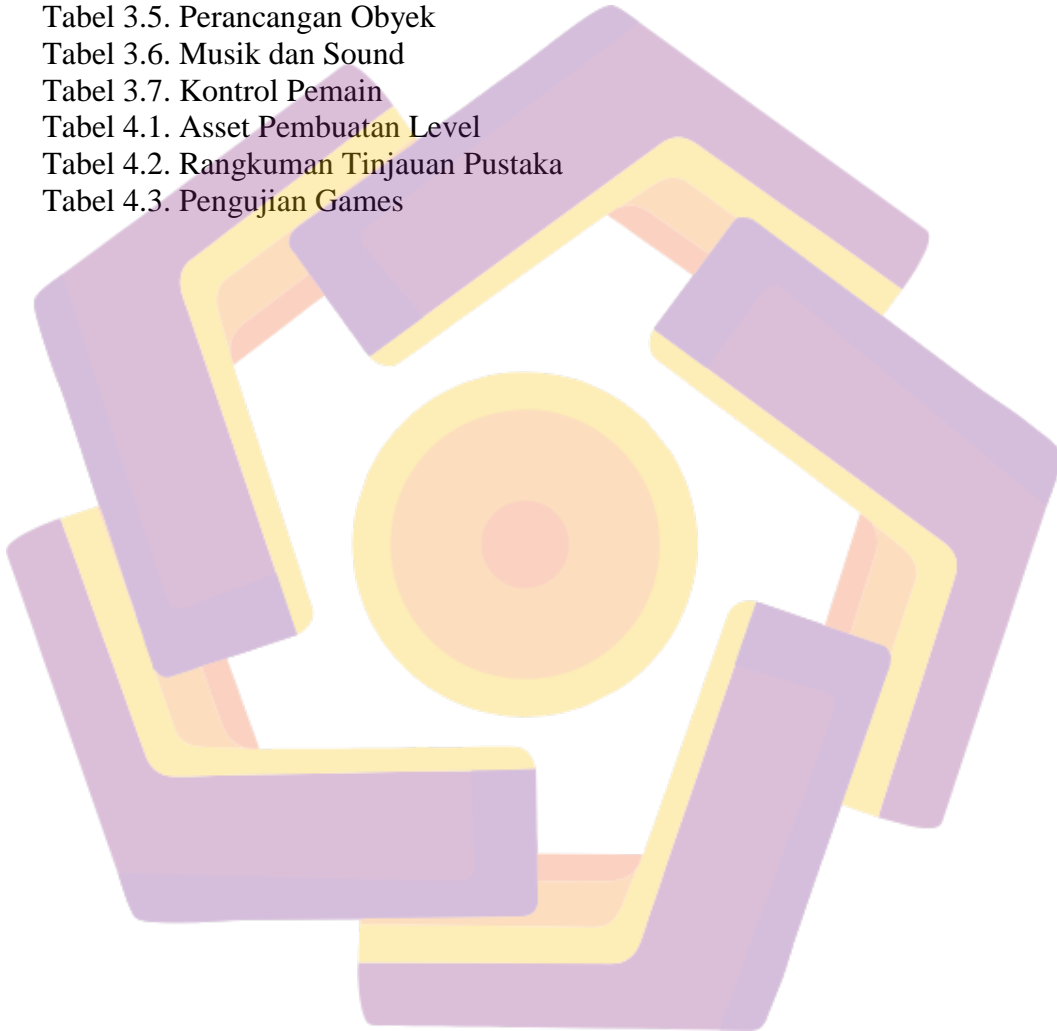 Tabel 3.5. Perancangan Obyek
Tabel 3.6. Musik dan Sound
Tabel 3.7. Kontrol Pemain
Tabel 4.1. Asset Pembuatan Level
Tabel 4.2. Rangkuman Tinjauan Pustaka
Tabel 4.3. Pengujian Games